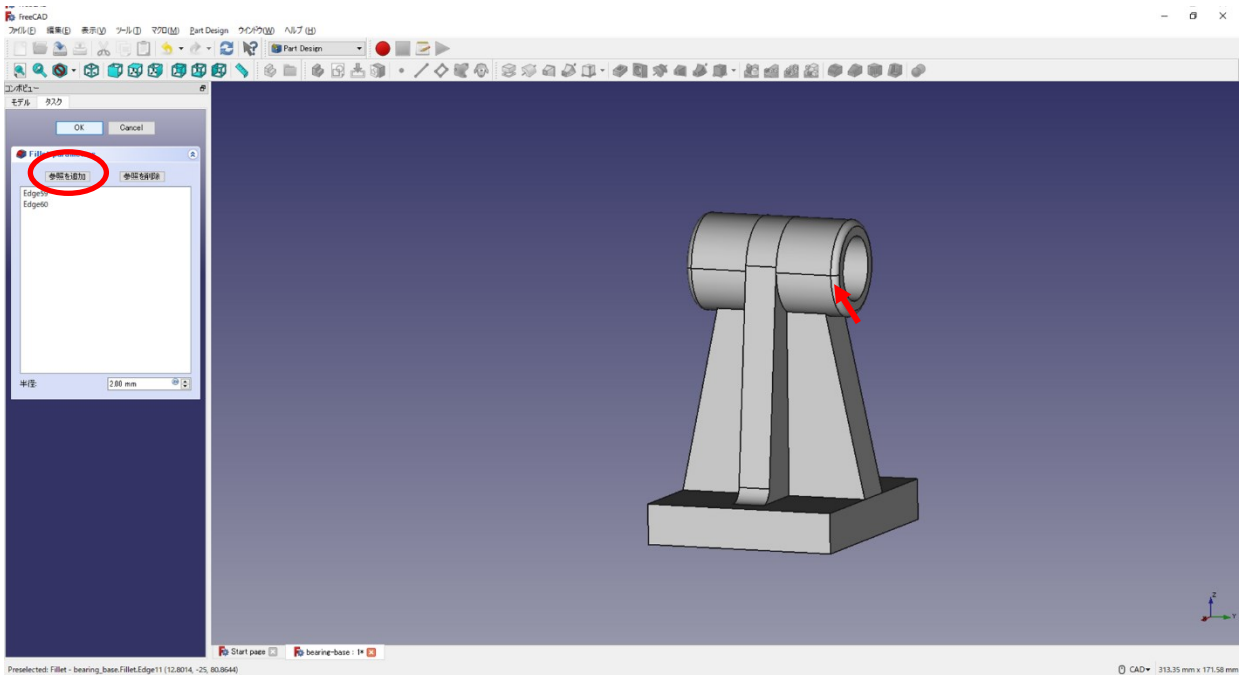 FreeCAD
ファイル(F) 編集(E) 表示(V) ツール(T) マクロ(M) Part Design ウィンドウ(W) ヘルプ(H)
Part Design
コンボビュー
モデル タスク
OK Cancel
参照を追加 参照を削除
Edge59
Edge60
半径: 2.00 mm
Z
Y
Start page bearing-base : 1*
Preselected: Fillet - bearing_base.Fillet.Edge11 (12.8014, -25, 80.8644) CAD 313.35 mm x 171.58 mm